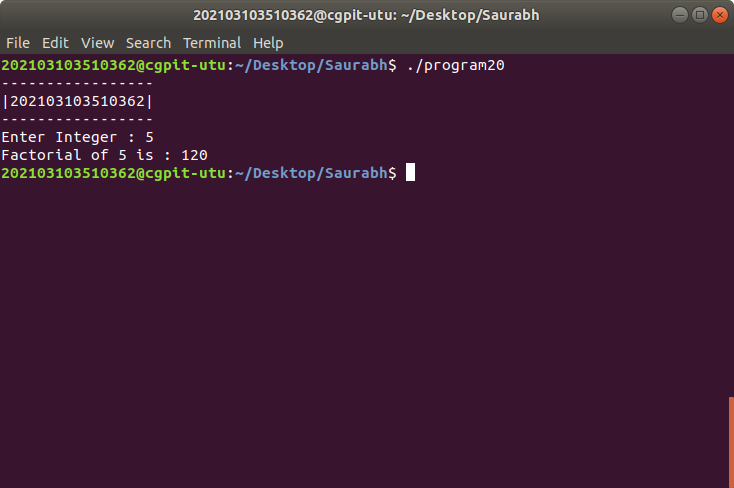 202103103510362@cgpit-utu: ~/Desktop/Saurabh
File Edit View Search Terminal Help
202103103510362@cgpit-utu:~/Desktop/Saurabh$ ./program20
-----------------
|202103103510362|
-----------------
Enter Integer : 5
Factorial of 5 is : 120
202103103510362@cgpit-utu:~/Desktop/Saurabh$